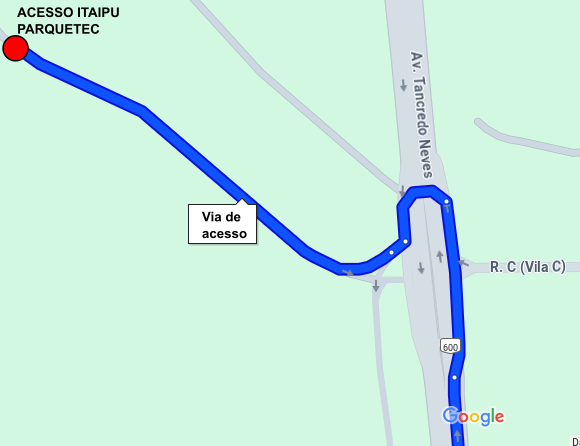 ACESSO ITAIPU
PARQUETEC
Av. Tancredo Neves
Via de
acesso
R. C (Vila C)
600
Google
D